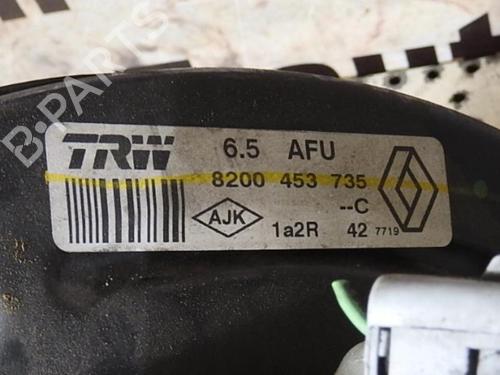 B-PARTS
TRW 6.5 AFU
8200 453 735
--C
AJK
1a2R 42 7719